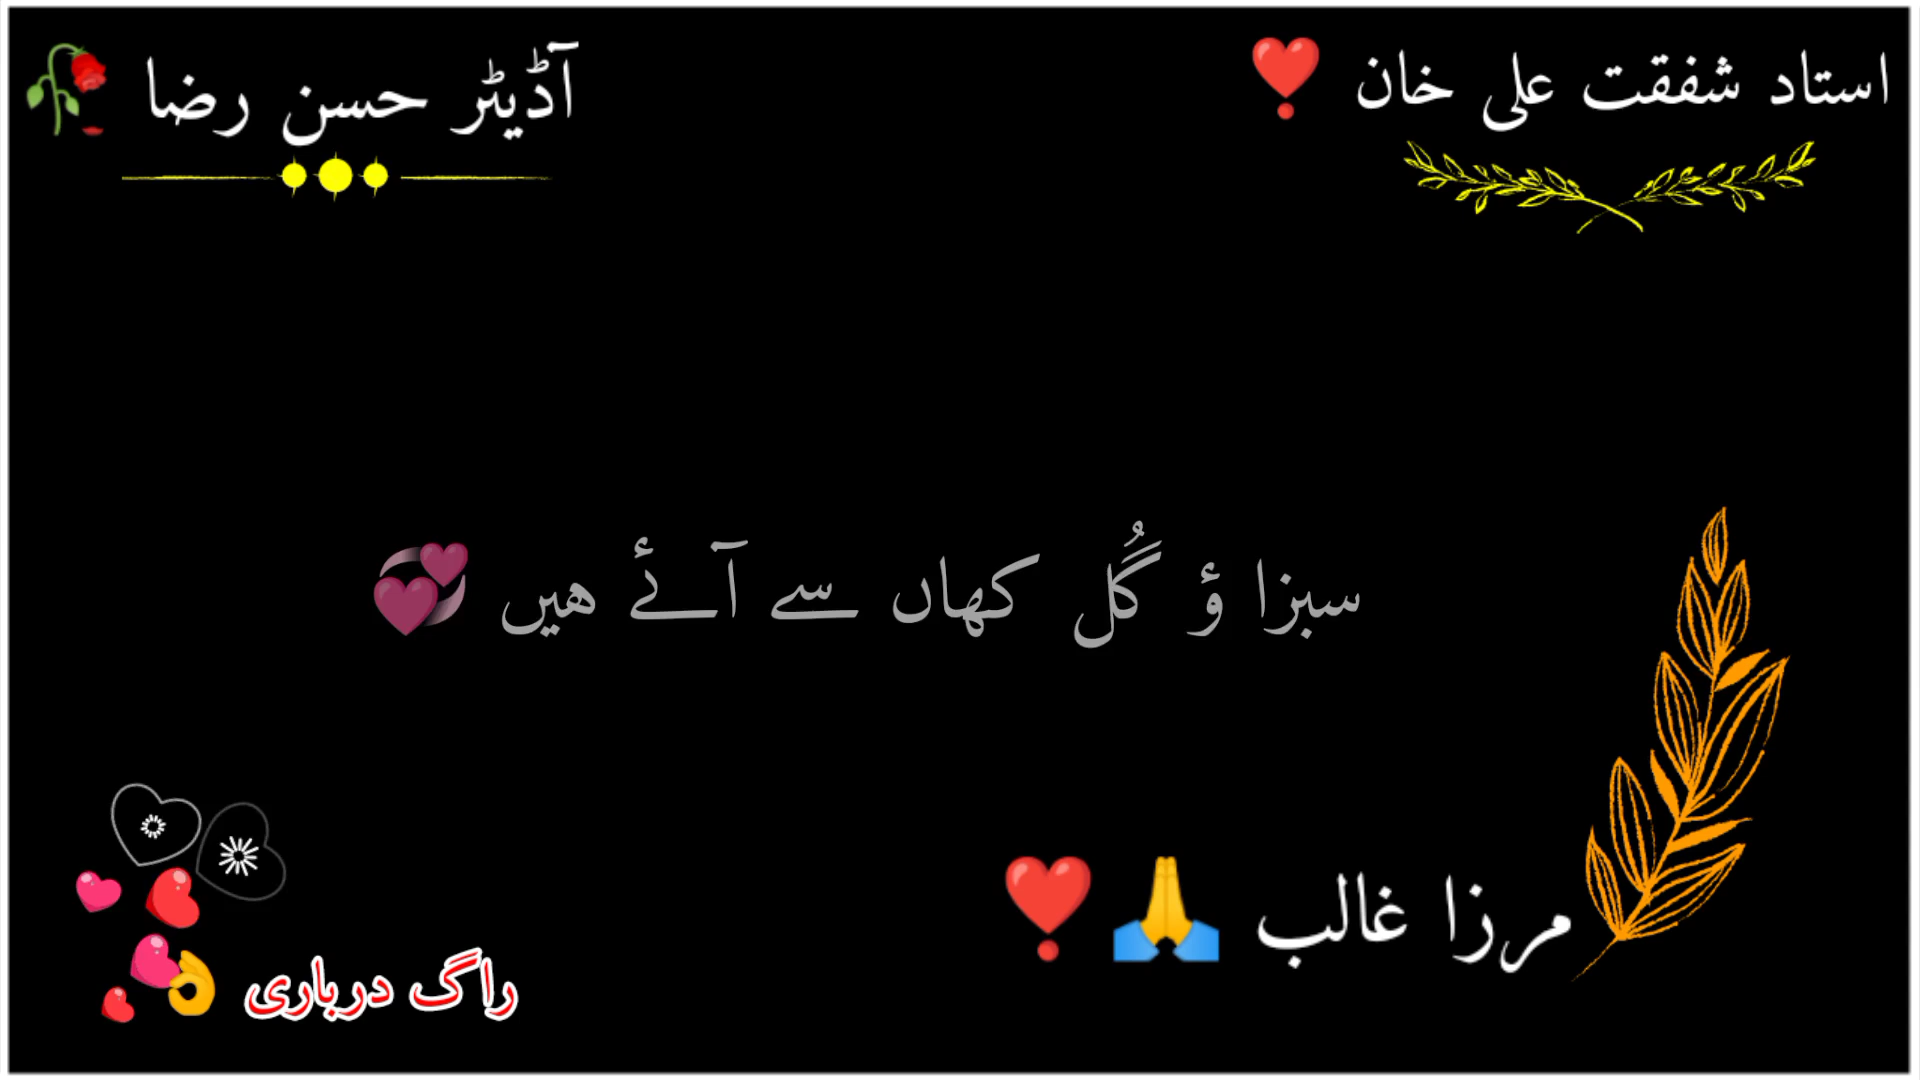 استاد شفقت علی خان ❣️
آڈیٹر حسن رضا 🥀
سبزا ؤ گُل کہاں سے آئے ہیں 💞
مرزا غالب 🙏❣️
راگ درباری 👌